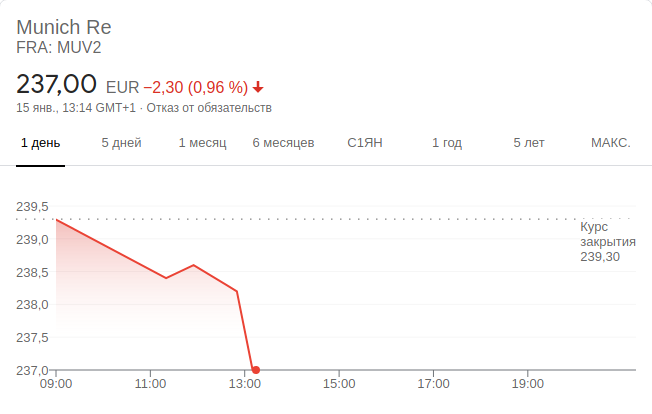 Munich Re
FRA: MUV2
237,00 EUR −2,30 (0,96 %)
15 янв., 13:14 GMT+1 · Отказ от обязательств
1 день 5 дней 1 месяц 6 месяцев С1ЯН 1 год 5 лет МАКС.
239,5
Курс
239,0
закрытия
239,30
238,5
238,0
237,5
237,0
09:00 11:00 13:00 15:00 17:00 19:00